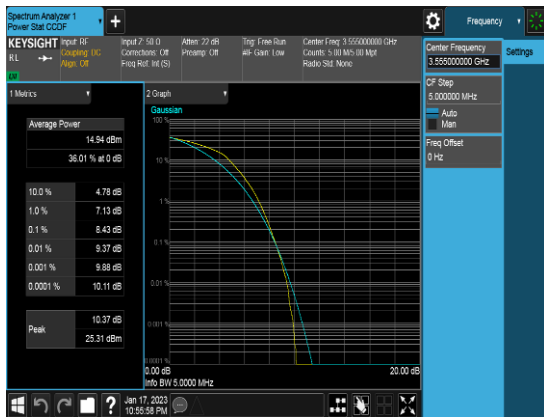 Spectrum Analyzer 1
Power Stat CCDF
Frequency
KEYSIGHT
Input: RF
Coupling: DC
Align: Off
Input Z: 50 Ω
Corrections: Off
Freq Ref: Int (S)
Atten: 22 dB
Preamp: Off
Trig: Free Run
#IF Gain: Low
Center Freq: 3.555000000 GHz
Counts: 5.00 M/5.00 Mpt
Radio Std: None
RL
1 Metrics
Average Power
14.94 dBm
36.01 % at 0 dB
10.0 % 4.78 dB
1.0 % 7.13 dB
0.1 % 8.43 dB
0.01 % 9.37 dB
0.001 % 9.88 dB
0.0001 % 10.11 dB
Peak
10.37 dB
25.31 dBm
2 Graph
Gaussian
100 %
10 %
1 %
0.1 %
0.01 %
0.001 %
0.0001 %
0.00 dB
20.00 dB
Info BW 5.0000 MHz
Center Frequency
3.555000000 GHz
Settings
CF Step
5.000000 MHz
Auto
Man
Freq Offset
0 Hz
?
Jan 17, 2023
10:55:58 PM